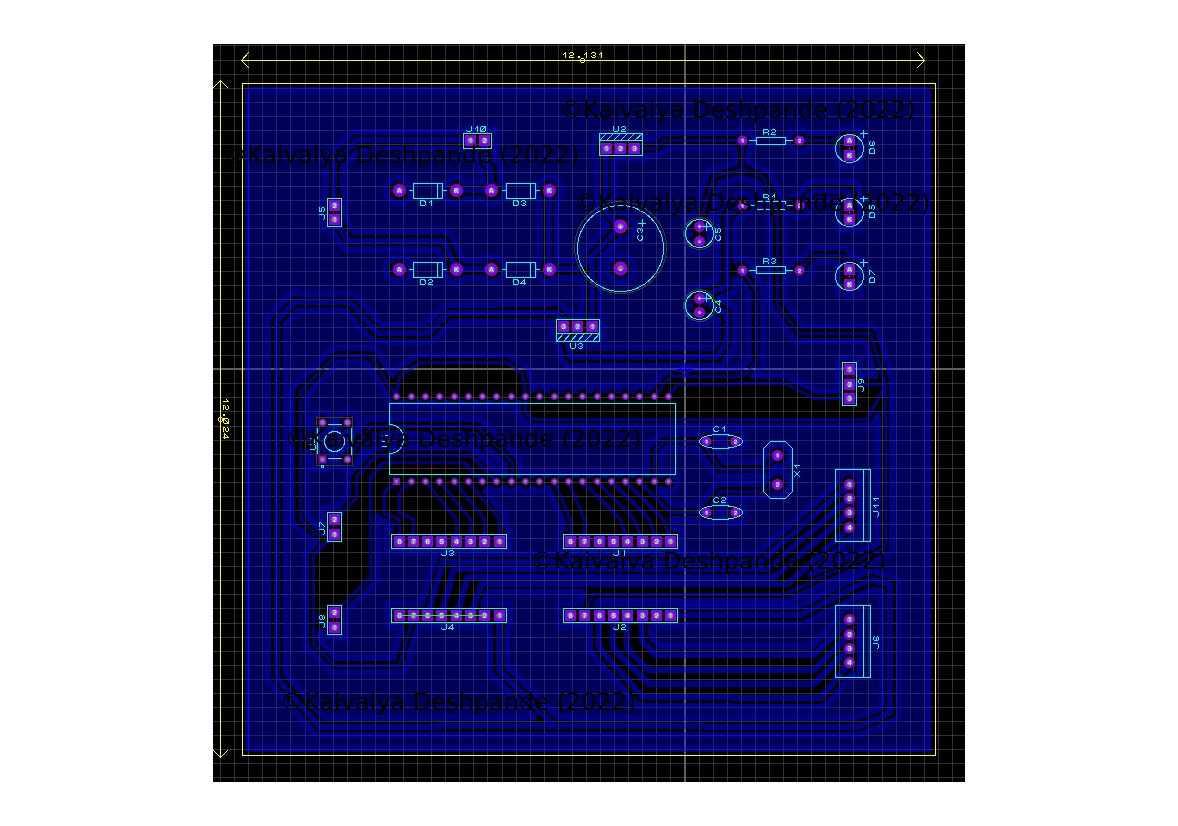 12.131
©Kaivalya Deshpande (2022)
J10
U2
R2
D6
Kaivalya Deshpande (2022)
D1
D3
J5
R1
D5
©Kaivalya Deshpande (2022)
C3
C5
D2
D4
R3
D7
C4
U3
J9
12.024
©Kaivalya Deshpande (2022)
C1
X1
C2
J11
J7
J3
J1
©Kaivalya Deshpande (2022)
J8
J4
J2
J6
©Kaivalya Deshpande (2022)